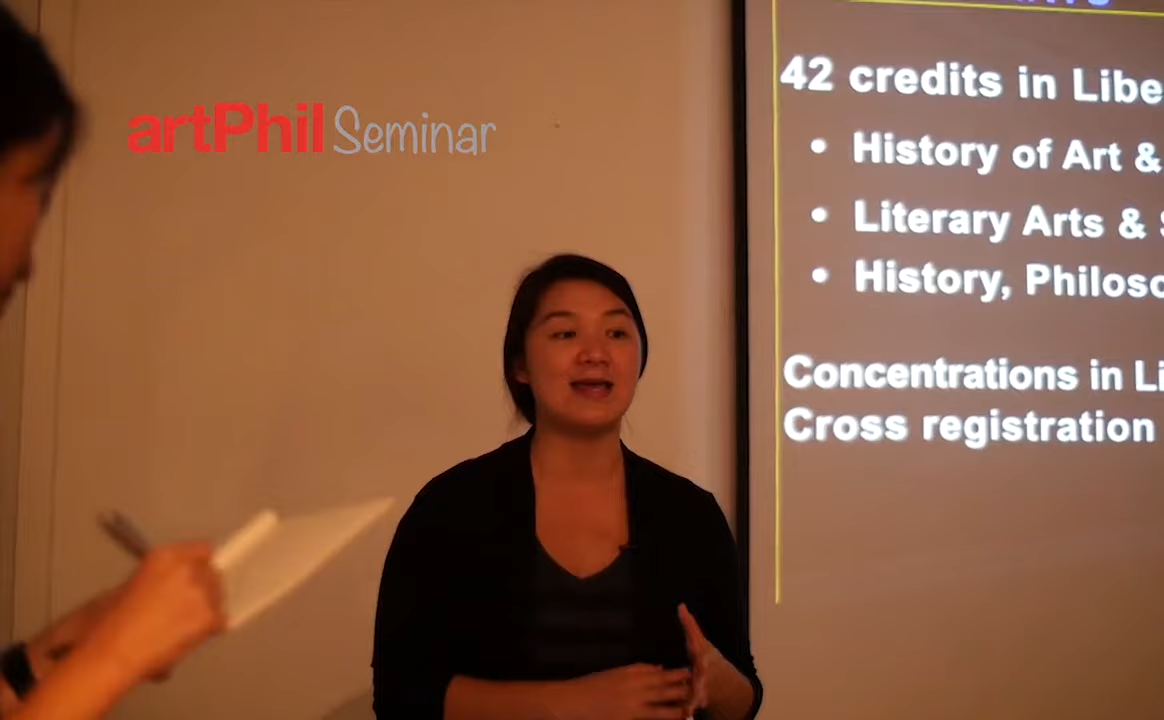 artPhil Seminar
42 credits in Libe
• History of Art &
• Literary Arts &
• History, Philoso
Concentrations in Li
Cross registration